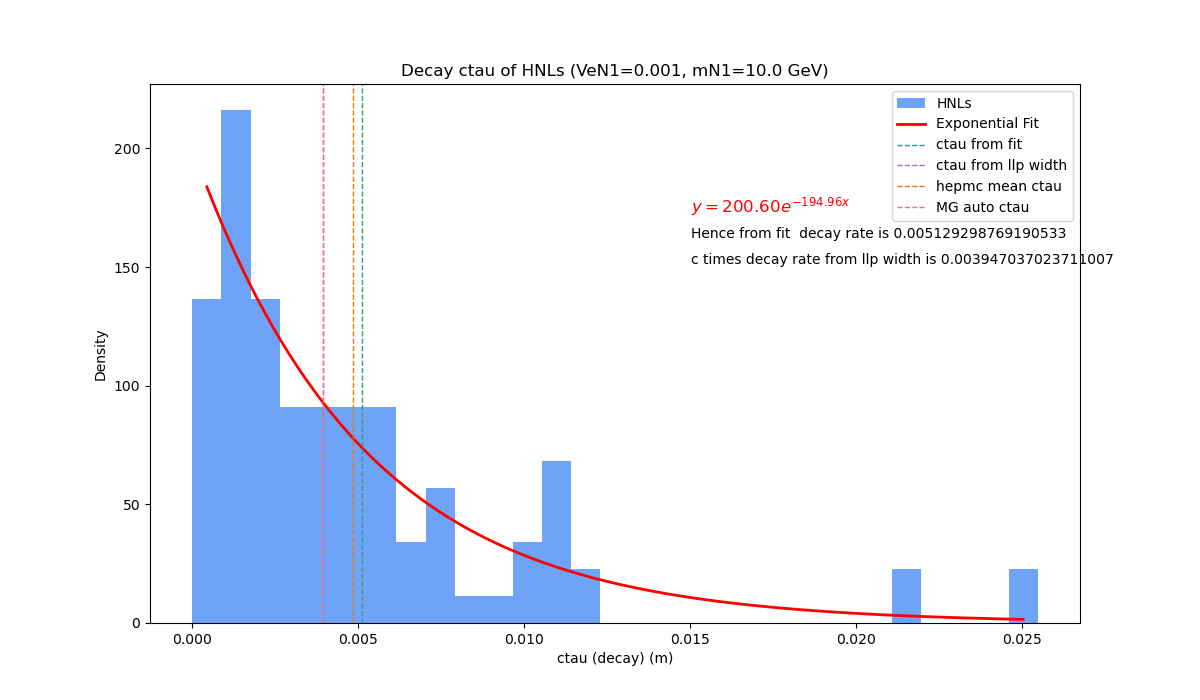 Decay ctau of HNLs (VeN1=0.001, mN1=10.0 GeV)
HNLs
Exponential Fit
ctau from fit
ctau from llp width
hepmc mean ctau
MG auto ctau
y = 200.60e^{-194.96x}
Hence from fit  decay rate is 0.005129298769190533
c times decay rate from llp width is 0.003947037023711007
Density
200
150
100
50
0
0.000 0.005 0.010 0.015 0.020 0.025
ctau (decay) (m)